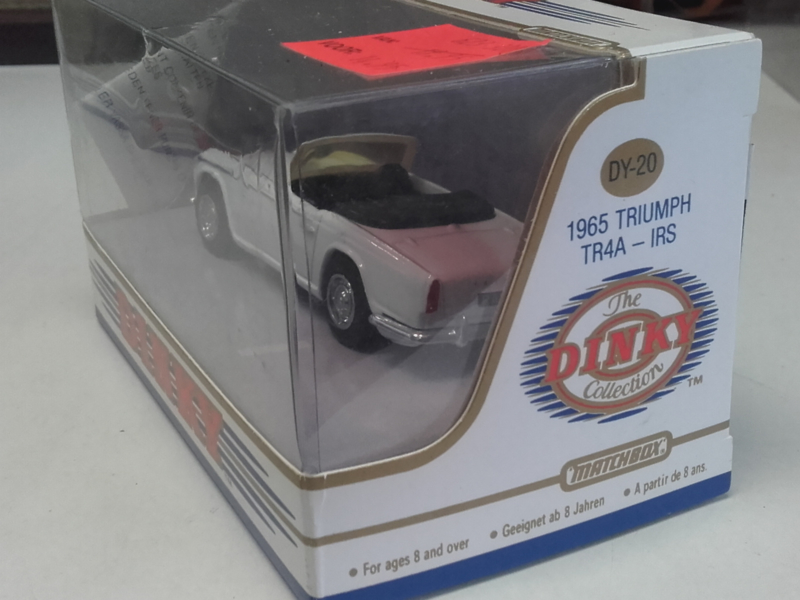 DY-20
1965 TRIUMPH
TR4A – IRS
The
DINKY
Collection
TM
MATCHBOX
• For ages 8 and over • Geeignet ab 8 Jahren • A partir de 8 ans.